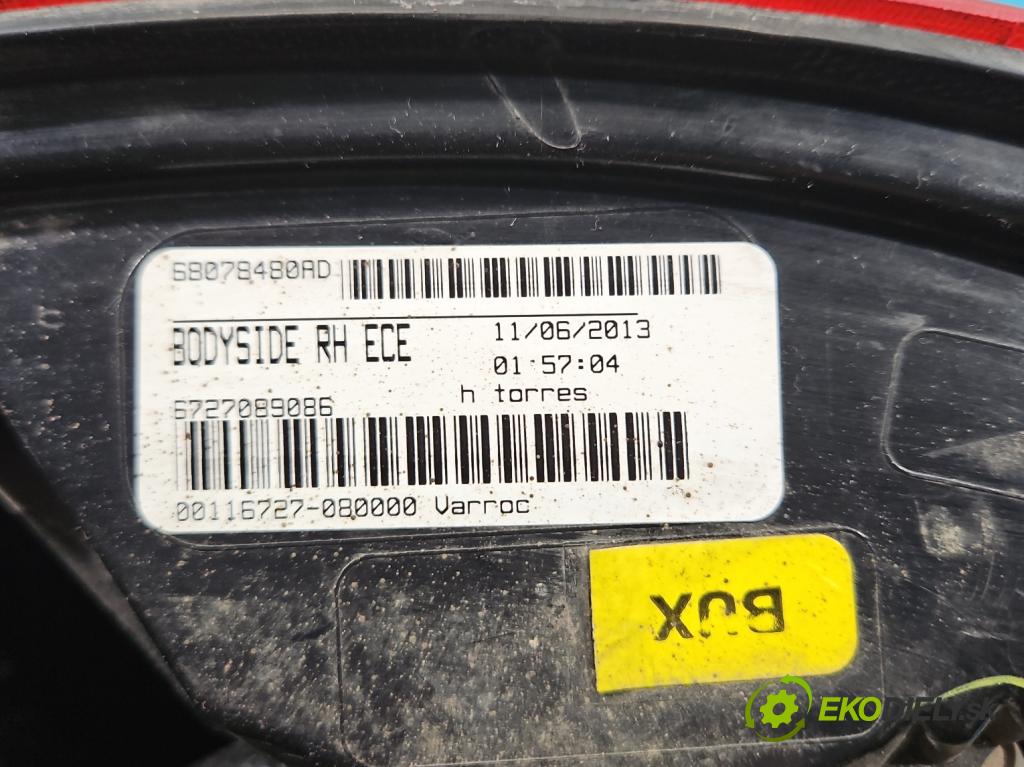 68078480AD
BODYSIDE RH ECE
11/06/2013
01:57:04
h torres
6727089086
00116727-080000 Varroc
BUX
EKODIELY.SK